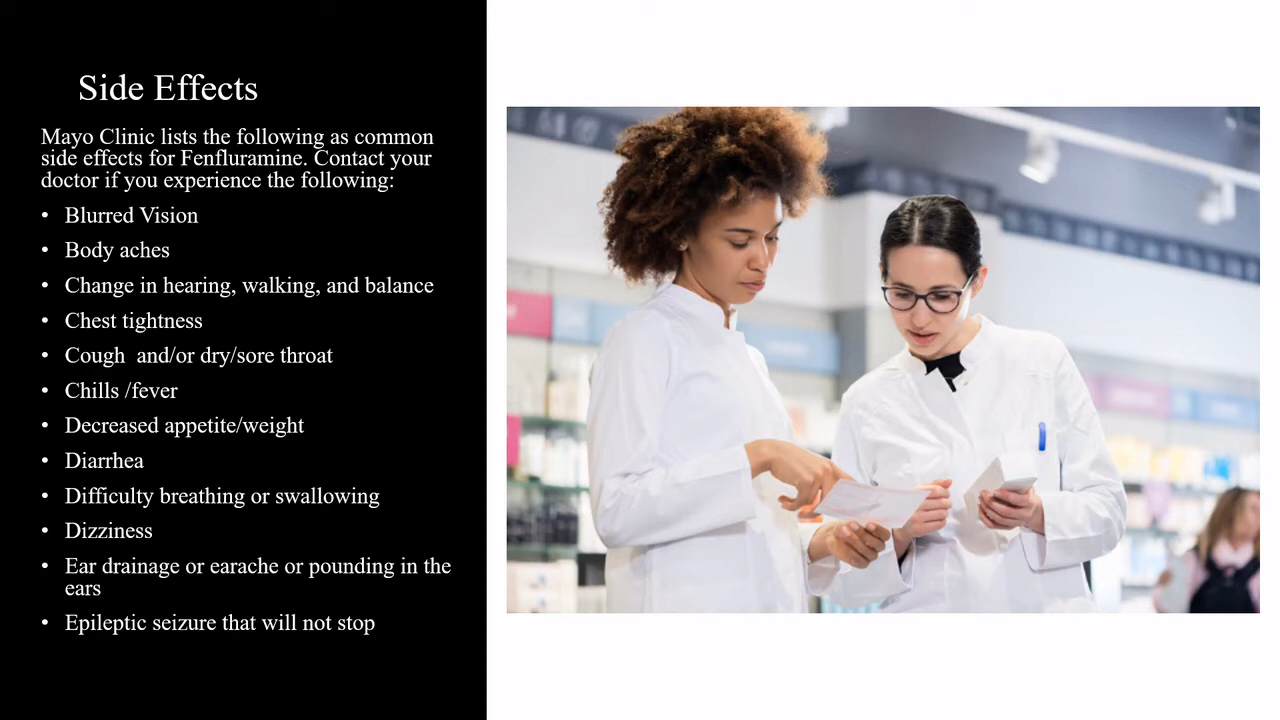 Side Effects
Mayo Clinic lists the following as common
side effects for Fenfluramine. Contact your
doctor if you experience the following:
• Blurred Vision
• Body aches
• Change in hearing, walking, and balance
• Chest tightness
• Cough  and/or dry/sore throat
• Chills /fever
• Decreased appetite/weight
• Diarrhea
• Difficulty breathing or swallowing
• Dizziness
• Ear drainage or earache or pounding in the
ears
• Epileptic seizure that will not stop